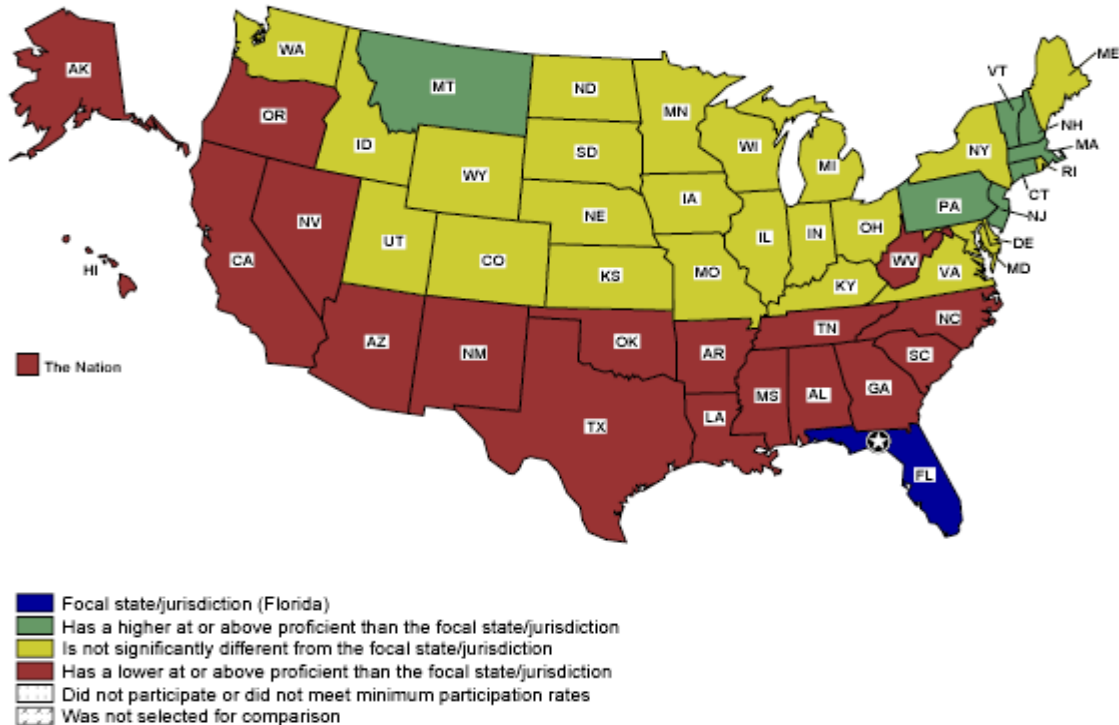 AK
WA
OR
CA
NV
ID
MT
WY
UT
CO
AZ
NM
ND
SD
NE
KS
OK
TX
MN
IA
MO
AR
LA
WI
IL
MI
IN
OH
KY
TN
MS
AL
GA
FL
SC
NC
VA
WV
PA
NY
VT
ME
NH
MA
RI
CT
NJ
DE
MD
HI
The Nation
Focal state/jurisdiction (Florida)
Has a higher at or above proficient than the focal state/jurisdiction
Is not significantly different from the focal state/jurisdiction
Has a lower at or above proficient than the focal state/jurisdiction
Did not participate or did not meet minimum participation rates
Was not selected for comparison